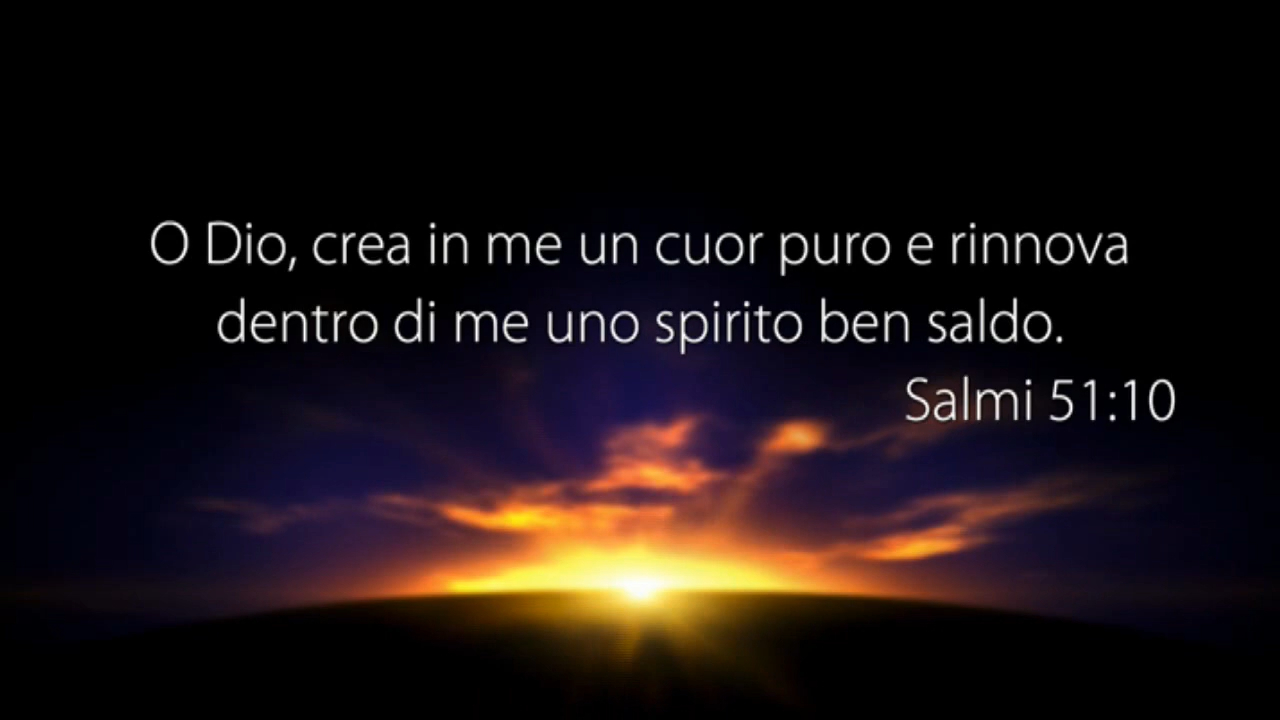 O Dio, crea in me un cuor puro e rinnova
dentro di me uno spirito ben saldo.
Salmi 51:10